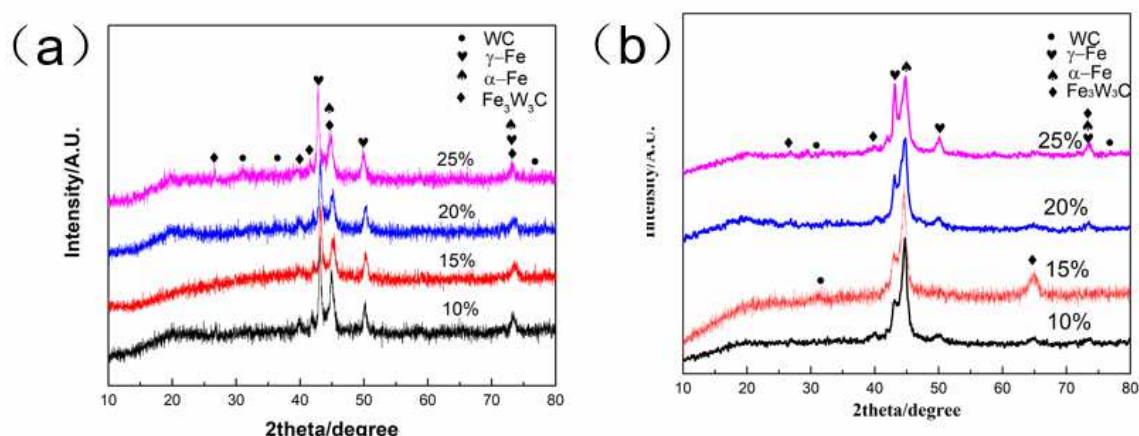 (a)
WC
γ−Fe
α−Fe
Fe3W3C
25%
20%
15%
10%
Intensity/A.U.
10 20 30 40 50 60 70 80
2theta/degree
(b)
WC
γ−Fe
α−Fe
Fe3W3C
25%
20%
15%
10%
Intensity/A.U.
10 20 30 40 50 60 70 80
2theta/degree